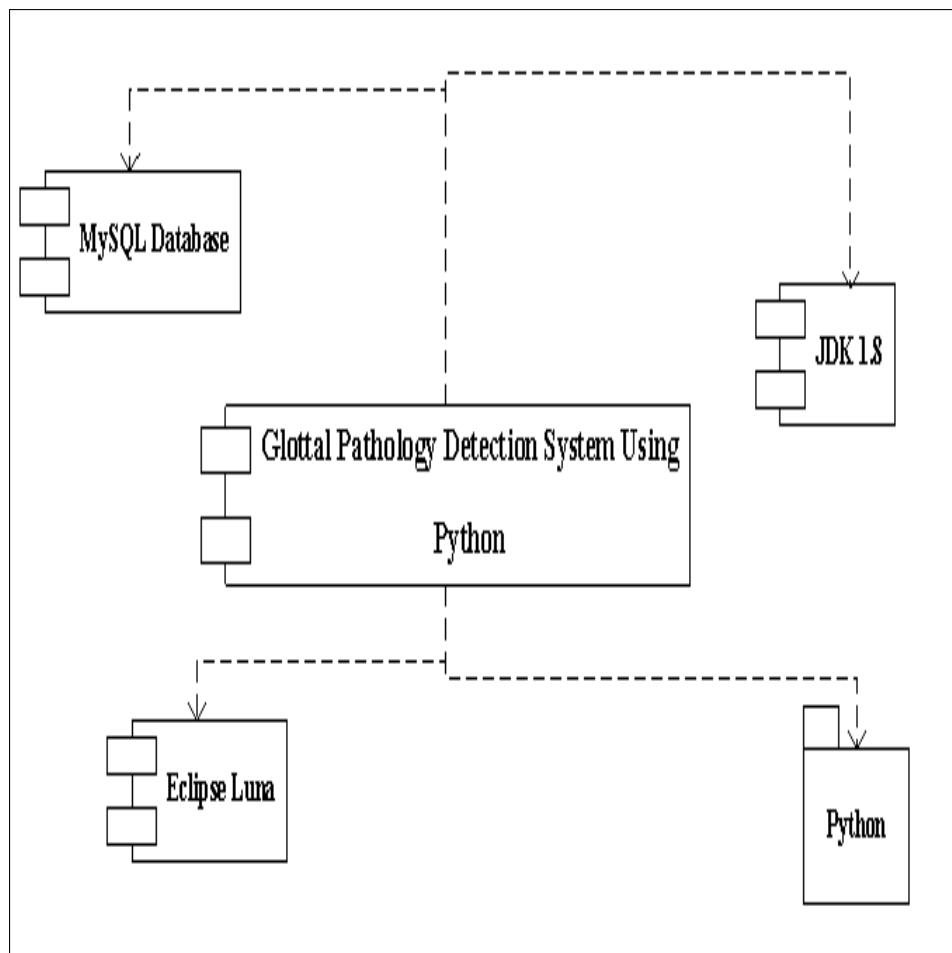 MySQL Database
JDK 1.8
Glottal Pathology Detection System Using
Python
Eclipse Luna
Python